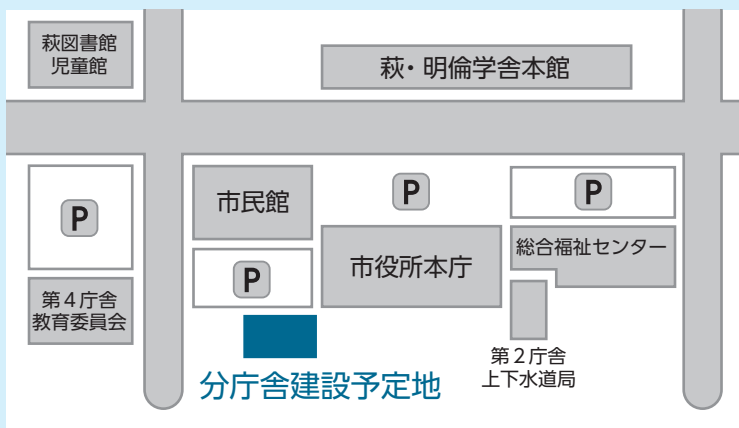 萩図書館
児童館
萩・明倫学舎本館
P
市民館
P
P
P
市役所本庁
総合福祉センター
第4庁舎
教育委員会
分庁舎建設予定地
第2庁舎
上下水道局